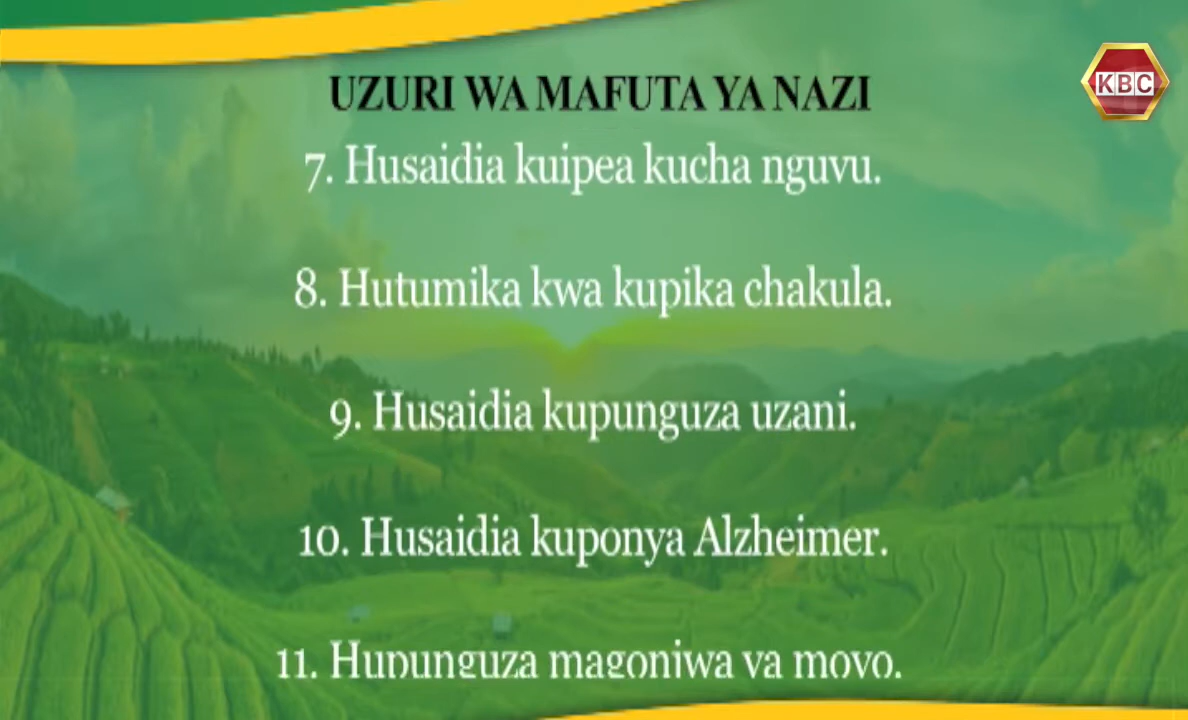 UZURI WA MAFUTA YA NAZI
KBC
7. Husaidia kuipea kucha nguvu.
8. Hutumika kwa kupika chakula.
9. Husaidia kupunguza uzani.
10. Husaidia kuponya Alzheimer.
11. Hupunguza magonjwa ya moyo.